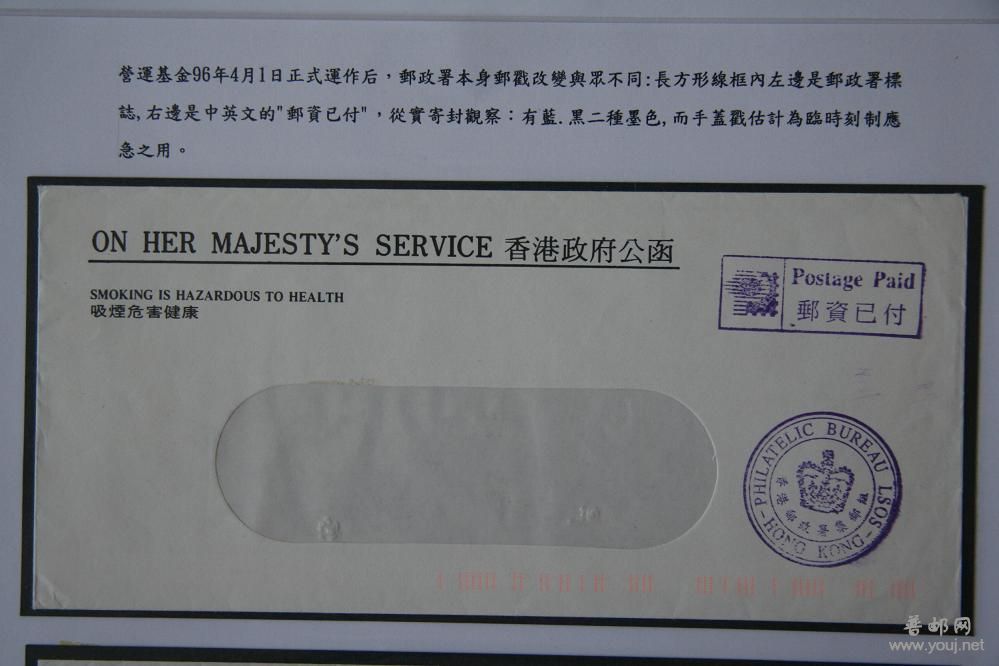 營運基金96年4月1日正式運作后，郵政署本身郵戳改變與眾不同:長方形線框內左邊是郵政署標
誌,右邊是中英文的"郵資已付"，從實寄封觀察：有藍.黑二種墨色,而手蓋戳估計為臨時刻制應
急之用。
ON HER MAJESTY'S SERVICE 香港政府公函
SMOKING IS HAZARDOUS TO HEALTH
吸煙危害健康
Postage Paid
郵資已付
PHILATELIC BUREAU LSOS
香港郵政署集郵組
-HONG KONG-
普邮网
www.youj.net